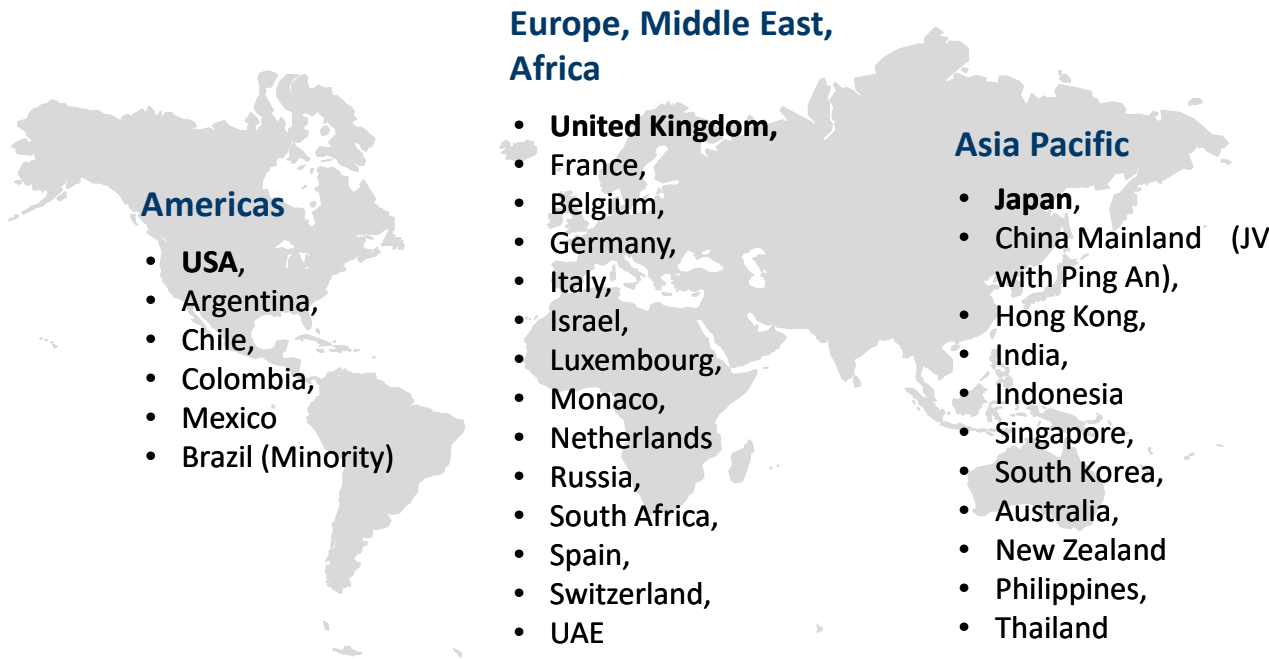 Americas
• USA,
• Argentina,
• Chile,
• Colombia,
• Mexico
• Brazil (Minority)
Europe, Middle East,
Africa
• United Kingdom,
• France,
• Belgium,
• Germany,
• Italy,
• Israel,
• Luxembourg,
• Monaco,
• Netherlands
• Russia,
• South Africa,
• Spain,
• Switzerland,
• UAE
Asia Pacific
• Japan,
• China Mainland (JV
with Ping An),
• Hong Kong,
• India,
• Indonesia
• Singapore,
• South Korea,
• Australia,
• New Zealand
• Philippines,
• Thailand